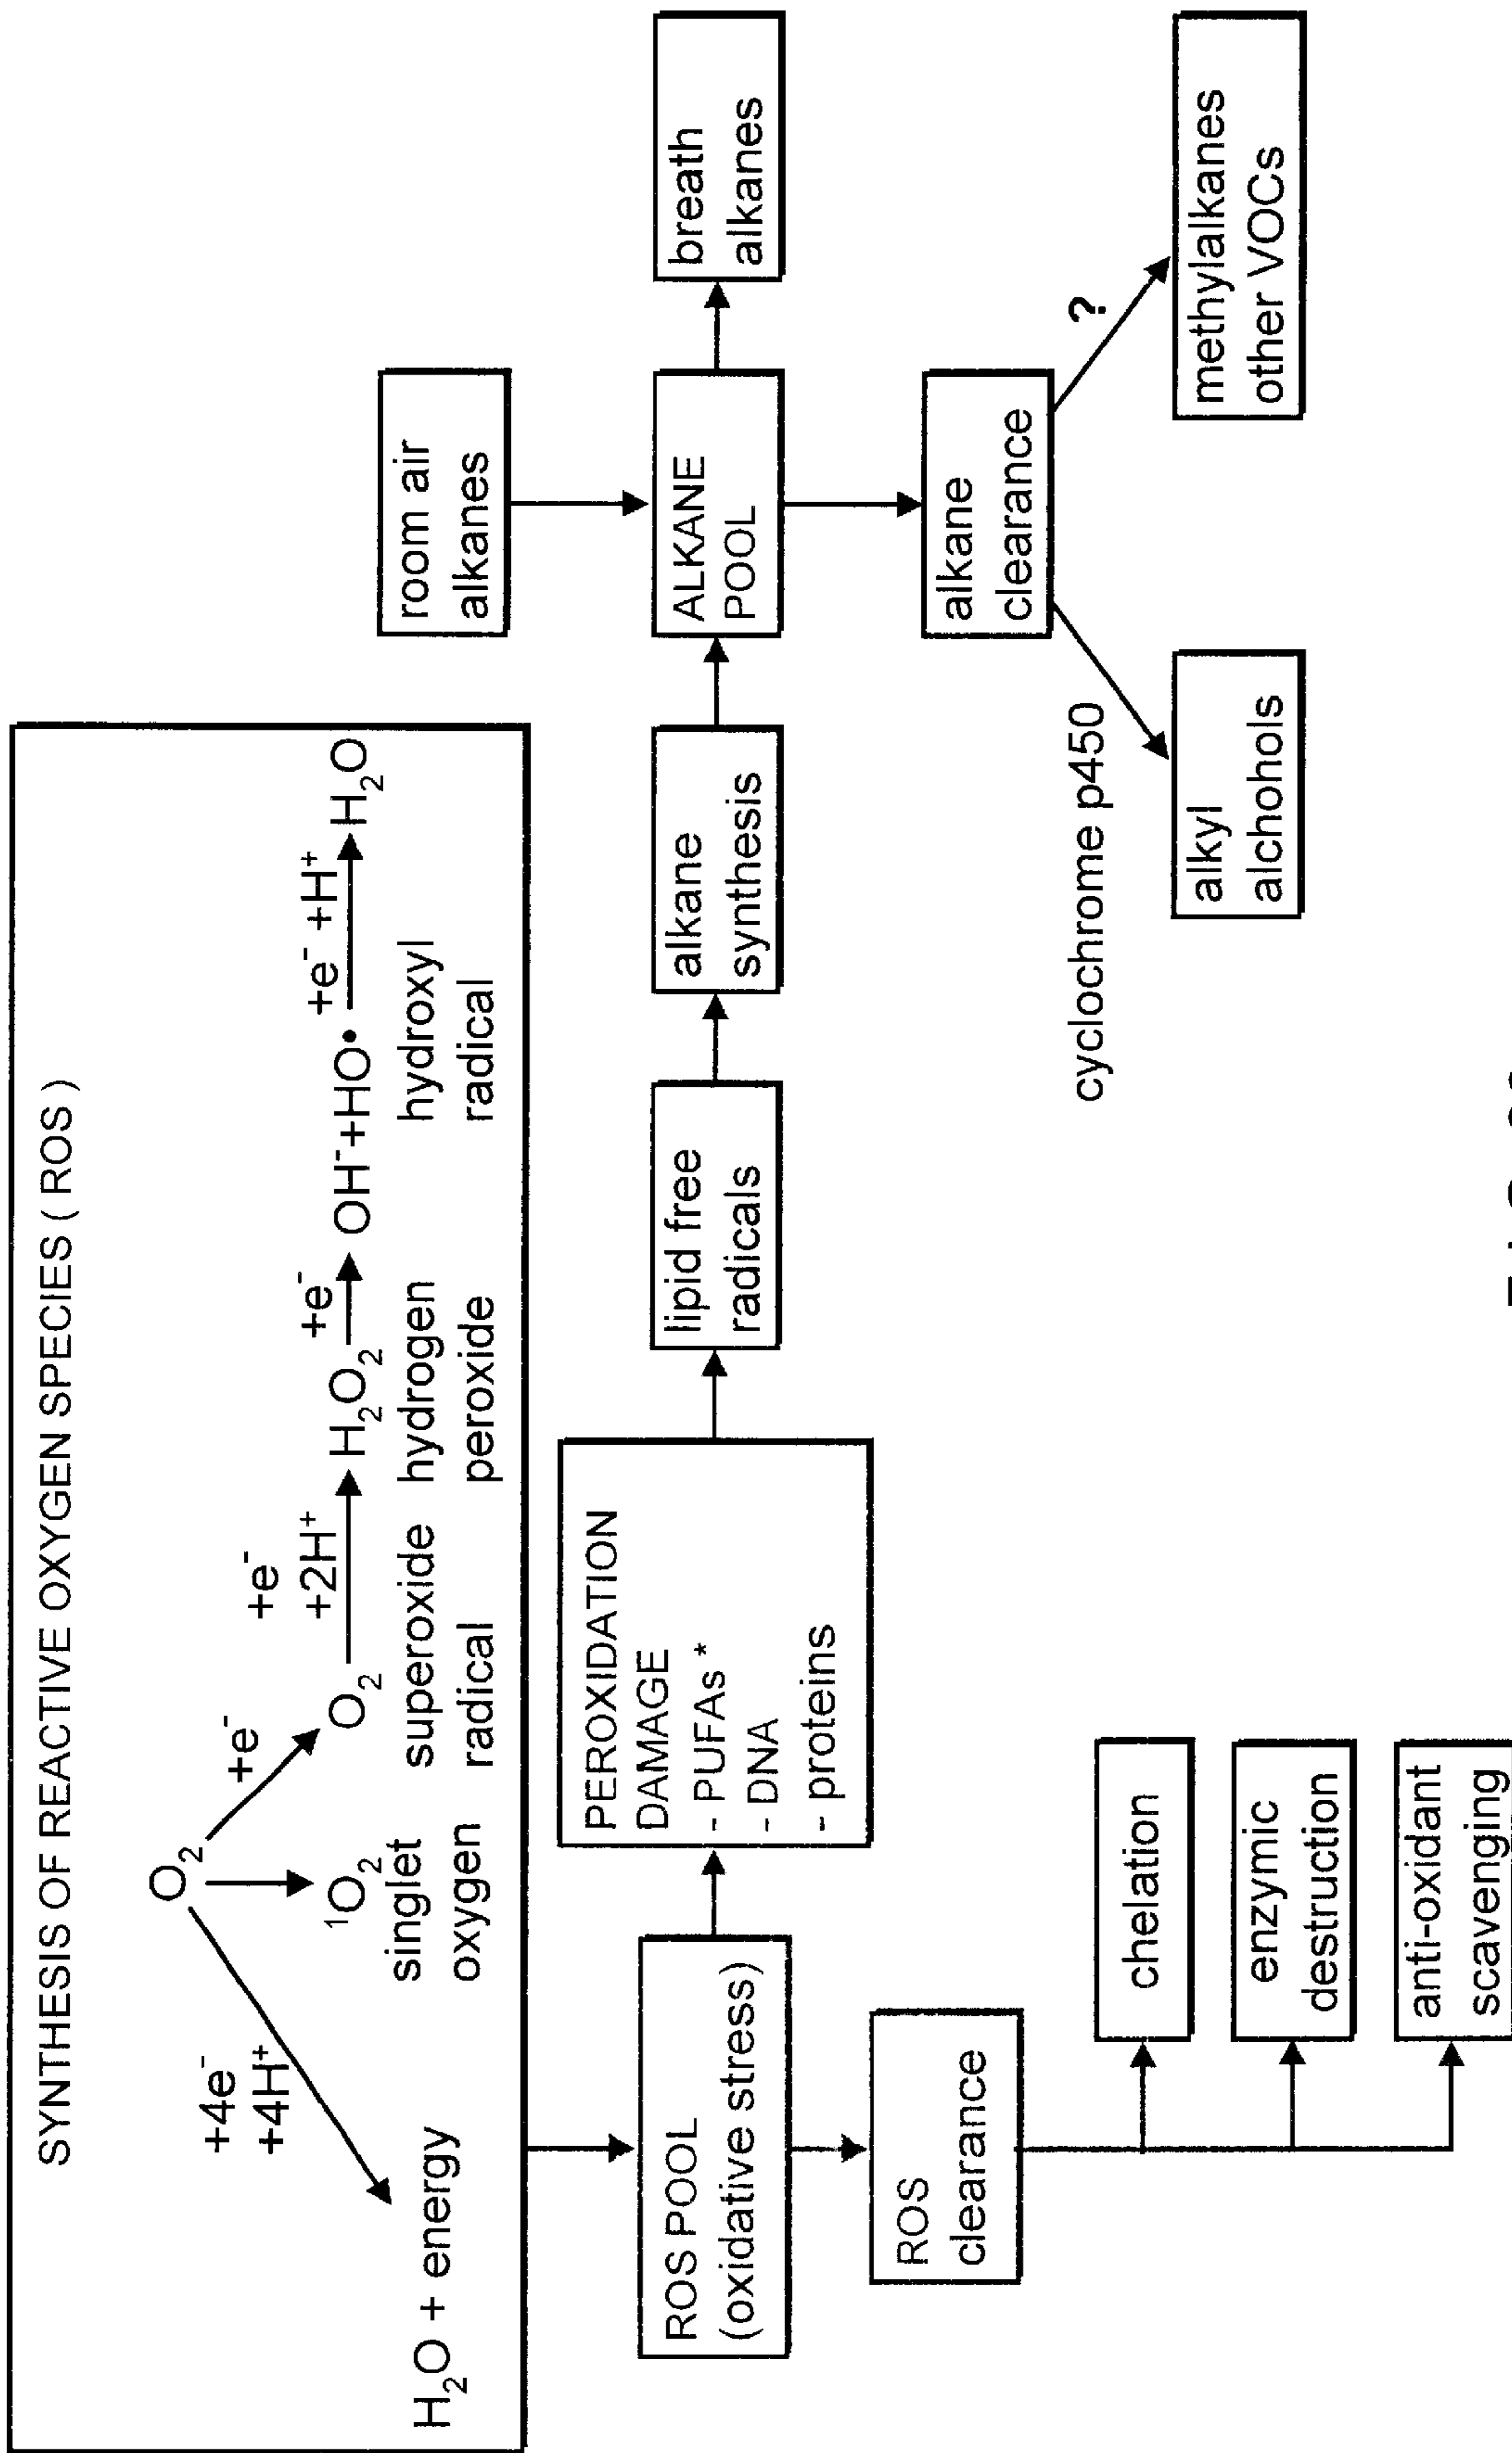 SYNTHESIS OF REACTIVE OXYGEN SPECIES ( ROS )
O₂
+4e⁻
+4H⁺
+e⁻
+e⁻
+2H⁺
+e⁻
+e⁻ +H⁺
H₂O + energy
¹O₂
singlet
oxygen
O₂
superoxide
radical
H₂O₂
hydrogen
peroxide
OH⁻+HO•
hydroxyl
radical
H₂O
ROS POOL
(oxidative stress)
PEROXIDATION
DAMAGE
- PUFAs *
- DNA
- proteins
lipid free
radicals
alkane
synthesis
room air
alkanes
ALKANE
POOL
breath
alkanes
ROS
clearance
chelation
enzymic
destruction
anti-oxidant
scavenging
alkane
clearance
cyclochrome p450
?
alkyl
alchohols
methylalkanes
other VOCs